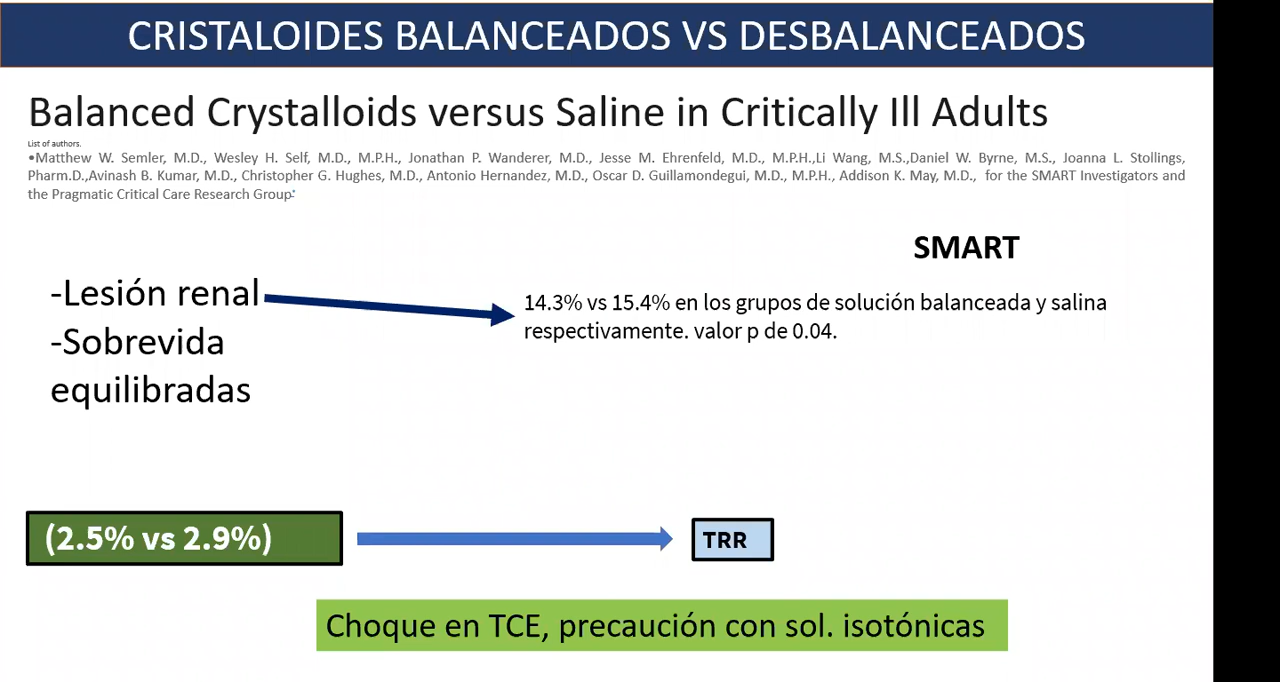 CRISTALOIDES BALANCEADOS VS DESBALANCEADOS
Balanced Crystalloids versus Saline in Critically Ill Adults
List of authors.
•Matthew W. Semler, M.D., Wesley H. Self, M.D., M.P.H., Jonathan P. Wanderer, M.D., Jesse M. Ehrenfeld, M.D., M.P.H.,Li Wang, M.S.,Daniel W. Byrne, M.S., Joanna L. Stollings,
Pharm.D.,Avinash B. Kumar, M.D., Christopher G. Hughes, M.D., Antonio Hernandez, M.D., Oscar D. Guillamondegui, M.D., M.P.H., Addison K. May, M.D., for the SMART Investigators and
the Pragmatic Critical Care Research Group*
SMART
-Lesión renal
14.3% vs 15.4% en los grupos de solución balanceada y salina
respectivamente. valor p de 0.04.
-Sobrevida
equilibradas
(2.5% vs 2.9%)
TRR
Choque en TCE, precaución con sol. isotónicas